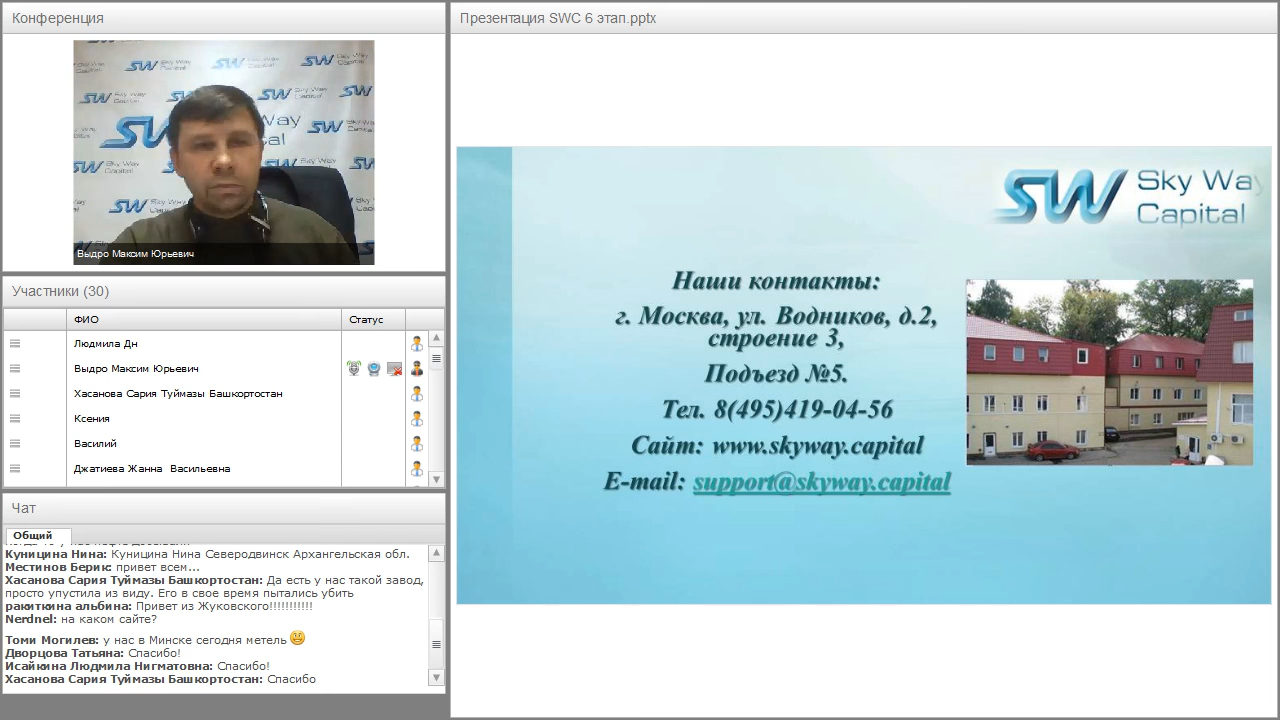 Конференция
SW Sky Way Capital
Выдро Максим Юрьевич
Участники (30)
ФИО Статус
Людмила Дн
Выдро Максим Юрьевич
Хасанова Сария Туймазы Башкортостан
Ксения
Василий
Джатиева Жанна Васильевна
Чат
Общий
Куницина Нина: Куницина Нина Северодвинск Архангельская обл.
Местинов Берик: привет всем...
Хасанова Сария Туймазы Башкортостан: Да есть у нас такой завод,
просто упустила из виду. Его в свое время пытались убить
ракиткина альбина: Привет из Жуковского!!!!!!!!!!!
Nerdnel: на каком сайте?
Томи Могилев: у нас в Минске сегодня метель
Дворцова Татьяна: Спасибо!
Исайкина Людмила Нигматовна: Спасибо!
Хасанова Сария Туймазы Башкортостан: Спасибо
Презентация SWC 6 этап.pptx
SW Sky Way
Capital
Наши контакты:
г. Москва, ул. Водников, д.2,
строение 3,
Подъезд №5.
Тел. 8(495)419-04-56
Сайт: www.skyway.capital
E-mail: support@skyway.capital